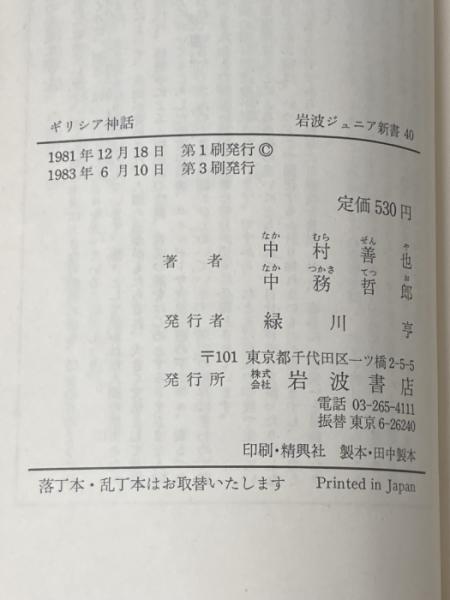 ギリシア神話 岩波ジュニア新書 40
1981年12月18日 第1刷発行©
1983年 6月10日 第3刷発行
定価 530円
なか むら ぜん や
著者 中村善也
なか つかさ てつ お
中務哲郎
発行者 緑川亨
〒101 東京都千代田区一ツ橋2-5-5
発行所 株式会社 岩波書店
電話 03-265-4111
振替 東京 6-26240
印刷・精興社 製本・田中製本
落丁本・乱丁本はお取替いたします Printed in Japan